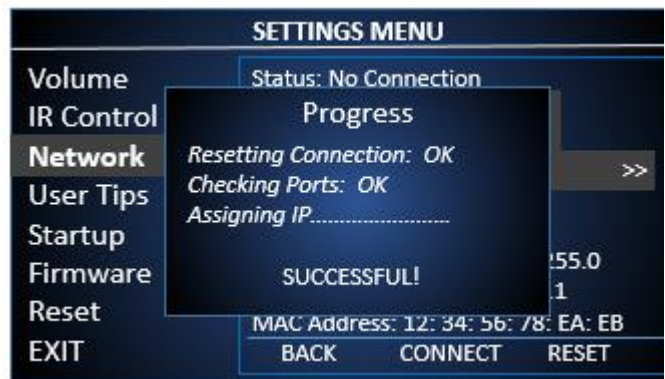 SETTINGS MENU
Volume
IR Control
Network
User Tips
Startup
Firmware
Reset
EXIT
Status: No Connection
Progress
Resetting Connection: OK
Checking Ports: OK
Assigning IP........................
SUCCESSFUL!
>>
255.0
.1
MAC Address: 12: 34: 56: 78: EA: EB
BACK CONNECT RESET